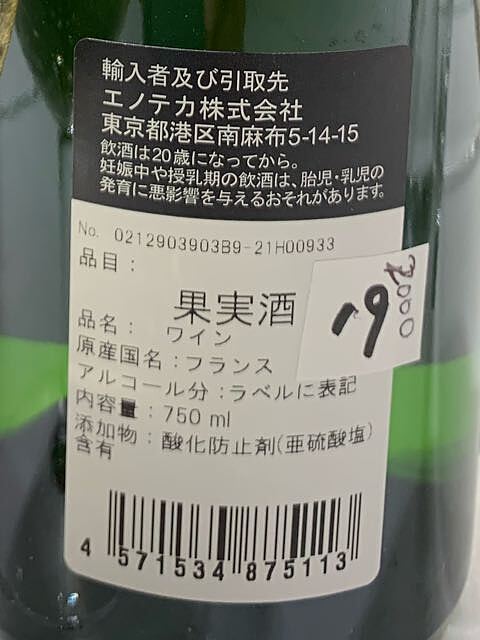 輸入者及び引取先
エノテカ株式会社
東京都港区南麻布5-14-15
飲酒は20歳になってから。
妊娠中や授乳期の飲酒は、胎児・乳児の
発育に悪影響を与えるおそれがあります。
No. 0212903903B9-21H00933
品目：
果実酒
7000
19
品名： ワイン
原産国名：フランス
アルコール分：ラベルに表記
内容量：750 ml
添加物：酸化防止剤(亜硫酸塩)
含有
4 571534 875113